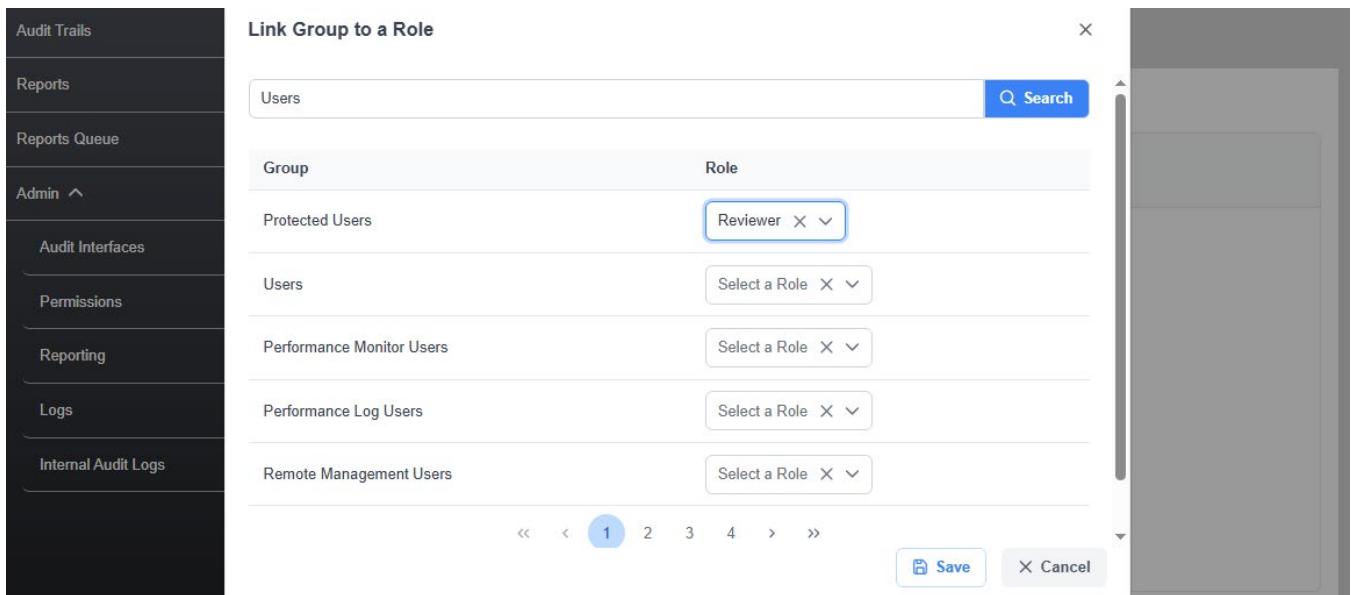 Audit Trails
Reports
Reports Queue
Admin
Audit Interfaces
Permissions
Reporting
Logs
Internal Audit Logs
Link Group to a Role
Users
Search
Group Role
Protected Users Reviewer
Users Select a Role
Performance Monitor Users Select a Role
Performance Log Users Select a Role
Remote Management Users Select a Role
1 2 3 4
Save Cancel